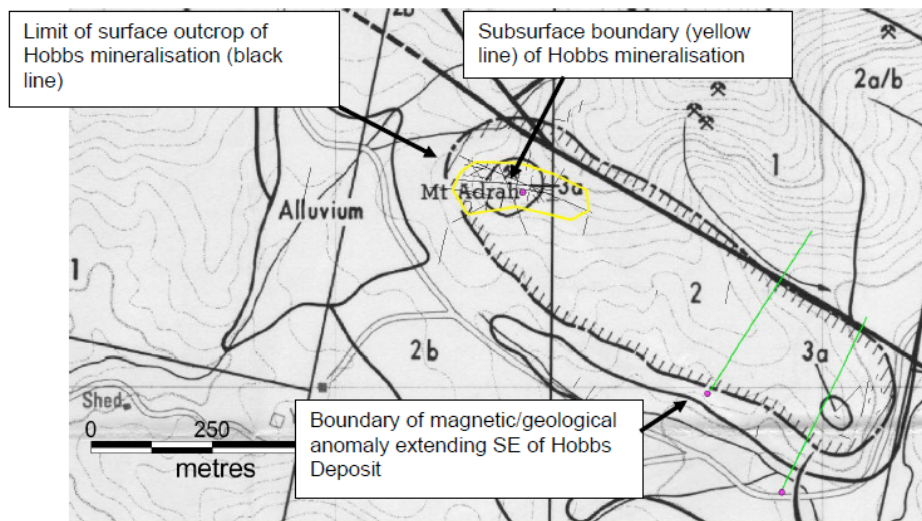 Limit of surface outcrop of
Hobbs mineralisation (black
line)
Subsurface boundary (yellow
line) of Hobbs mineralisation
2b
2a/b
1
3a
Mt Adrah
Alluvium
1
2
2b
3a
Shed
0 250
metres
Boundary of magnetic/geological
anomaly extending SE of Hobbs
Deposit